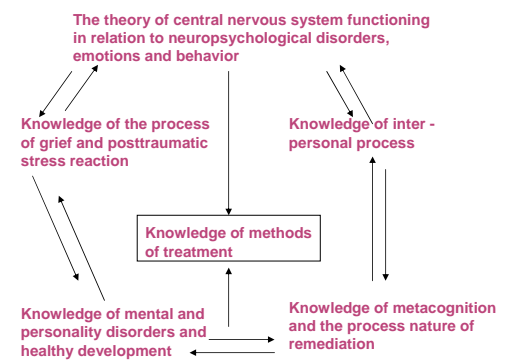 The theory of central nervous system functioning
in relation to neuropsychological disorders,
emotions and behavior
Knowledge of the process
of grief and posttraumatic
stress reaction
Knowledge of inter -
personal process
Knowledge of methods
of treatment
Knowledge of mental and
personality disorders and
healthy development
Knowledge of metacognition
and the process nature of
remediation